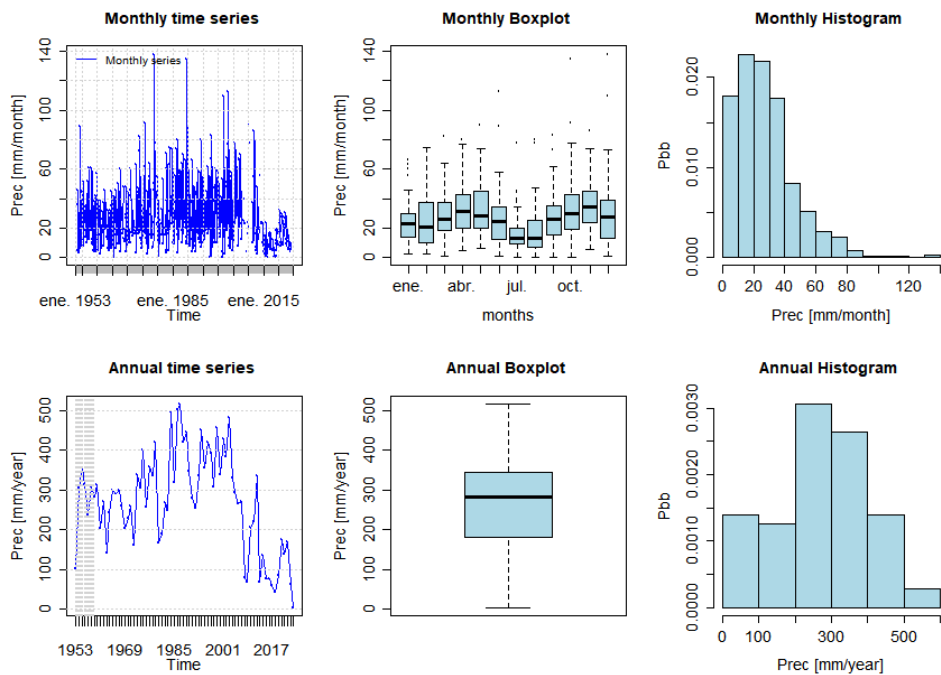 Monthly time series
Monthly Boxplot
Monthly Histogram
Prec [mm/month]
0 20 60 100 140
Monthly series
ene. 1953 ene. 1985 ene. 2015
Time
Prec [mm/month]
0 20 60 100 140
ene. abr. jul. oct.
months
Pbb
0.000 0.010 0.020
0 20 40 60 80 120
Prec [mm/month]
Annual time series
Annual Boxplot
Annual Histogram
Prec [mm/year]
0 100 200 300 400 500
1953 1969 1985 2001 2017
Time
Prec [mm/year]
0 100 200 300 400 500
Pbb
0.0000 0.0010 0.0020 0.0030
0 100 300 500
Prec [mm/year]